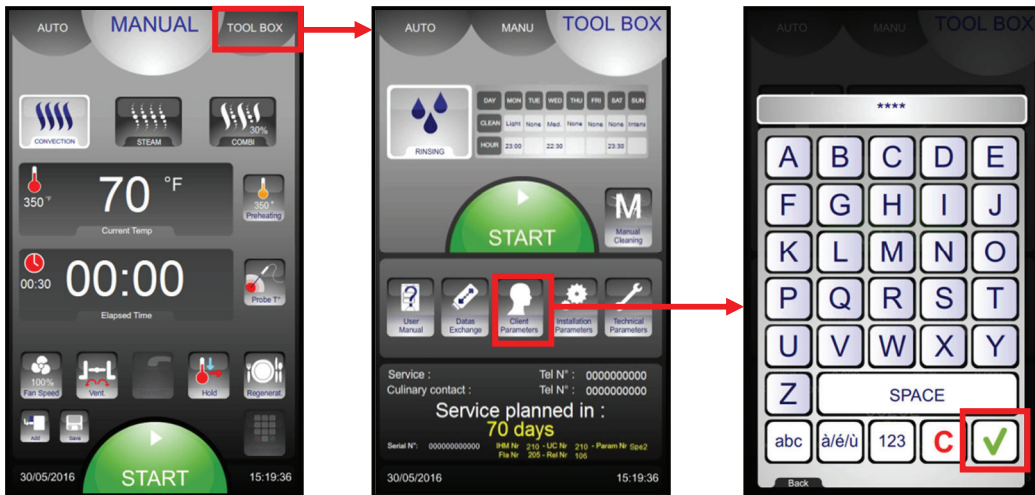 AUTO MANUAL TOOL BOX
CONVECTION STEAM 30% COMBI
350 °F 70 °F 350° Preheating
Current Temp
00:30 00:00 Probe T°
Elapsed Time
100% Fan Speed Vent. Hold Regenerat.
Add Save
START
30/05/2016 15:19:36
AUTO MANU TOOL BOX
RINSING
DAY MON TUE WED THU FRI SAT SUN
CLEAN Light None Med. None None None Intens
HOUR 23:00 22:30 23:30
START
M Manual Cleaning
User Manual
Datas Exchange
Client Parameters
Installation Parameters
Technical Parameters
Service : Tel N° : 0000000000
Culinary contact : Tel N° : 0000000000
Service planned in :
70 days
Serial N°: 000000000000 IHM Nr 210 - UC Nr 210 - Param Nr Spe2
Fla Nr 205 - Rel Nr 106
30/05/2016 15:19:36
AUTO MANU TOOL BOX
****
A B C D E
F G H I J
K L M N O
P Q R S T
U V W X Y
Z SPACE
abc à/é/ù 123 C
Back